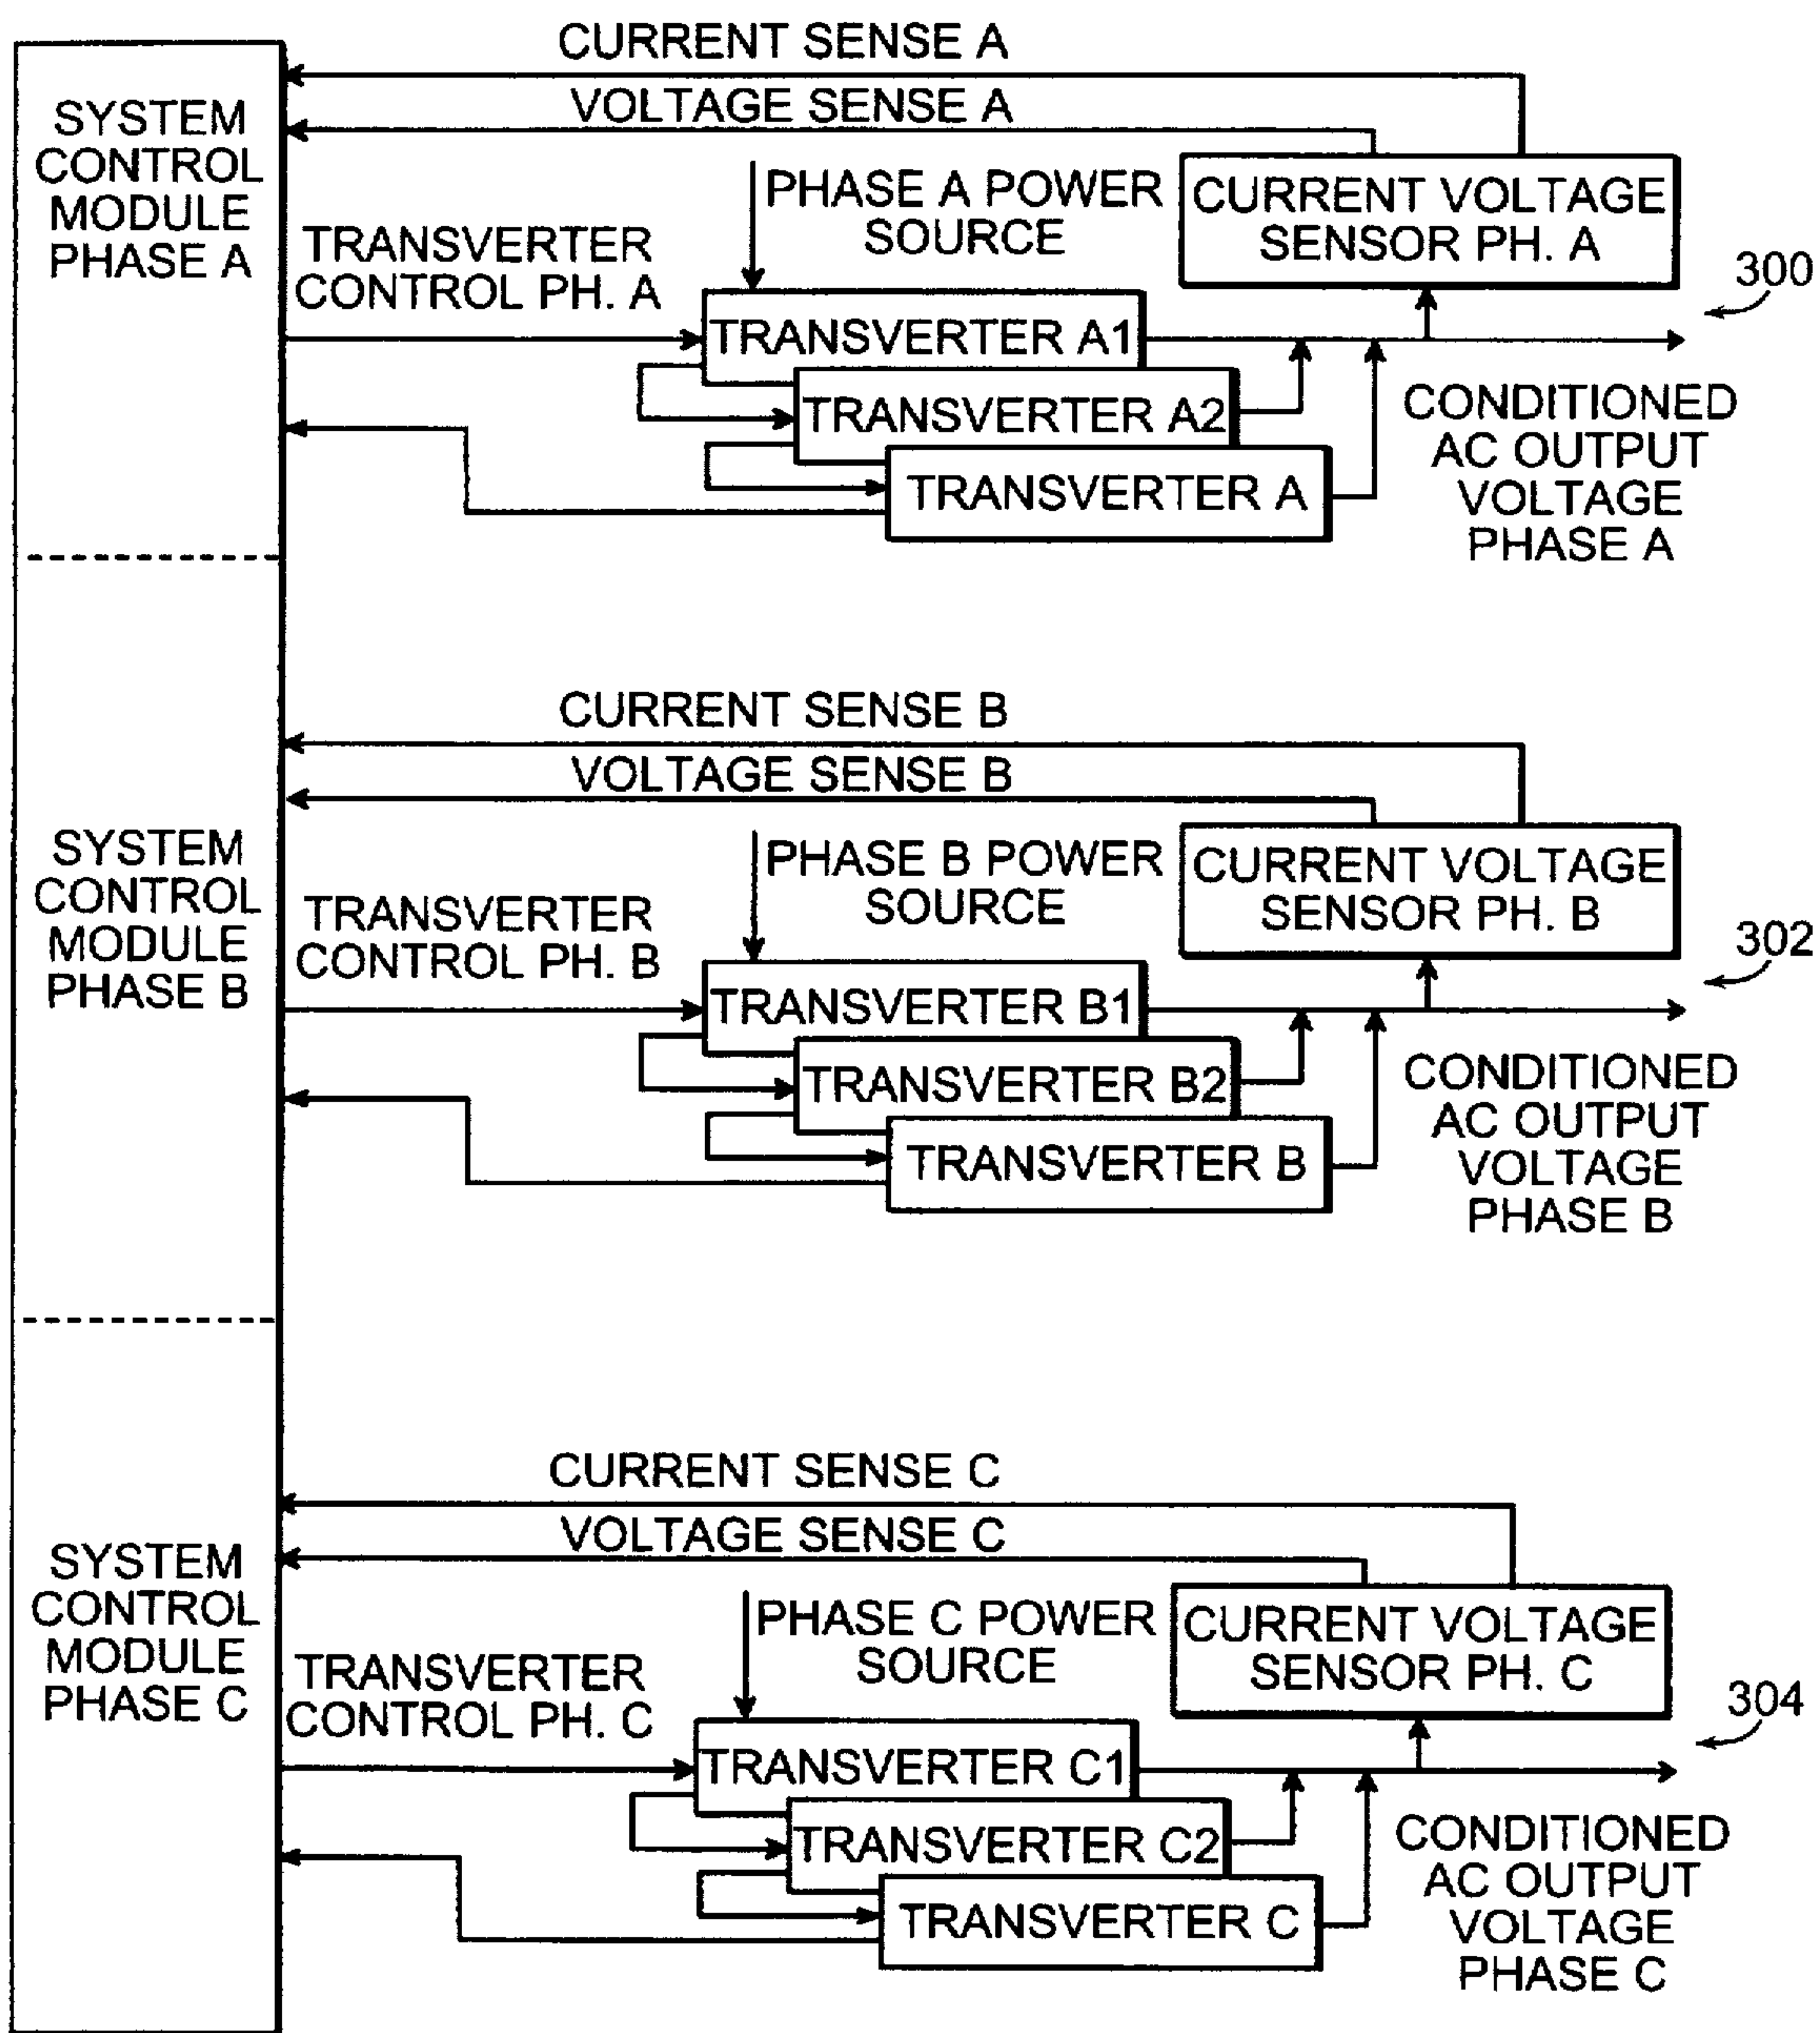 CURRENT SENSE A
VOLTAGE SENSE A
SYSTEM
CONTROL
MODULE
PHASE A
PHASE A POWER
SOURCE
CURRENT VOLTAGE
SENSOR PH. A
300
TRANSVERTER
CONTROL PH. A
TRANSVERTER A1
TRANSVERTER A2
TRANSVERTER A
CONDITIONED
AC OUTPUT
VOLTAGE
PHASE A
CURRENT SENSE B
VOLTAGE SENSE B
SYSTEM
CONTROL
MODULE
PHASE B
PHASE B POWER
SOURCE
CURRENT VOLTAGE
SENSOR PH. B
302
TRANSVERTER
CONTROL PH. B
TRANSVERTER B1
TRANSVERTER B2
TRANSVERTER B
CONDITIONED
AC OUTPUT
VOLTAGE
PHASE B
CURRENT SENSE C
VOLTAGE SENSE C
SYSTEM
CONTROL
MODULE
PHASE C
PHASE C POWER
SOURCE
CURRENT VOLTAGE
SENSOR PH. C
304
TRANSVERTER
CONTROL PH. C
TRANSVERTER C1
TRANSVERTER C2
TRANSVERTER C
CONDITIONED
AC OUTPUT
VOLTAGE
PHASE C